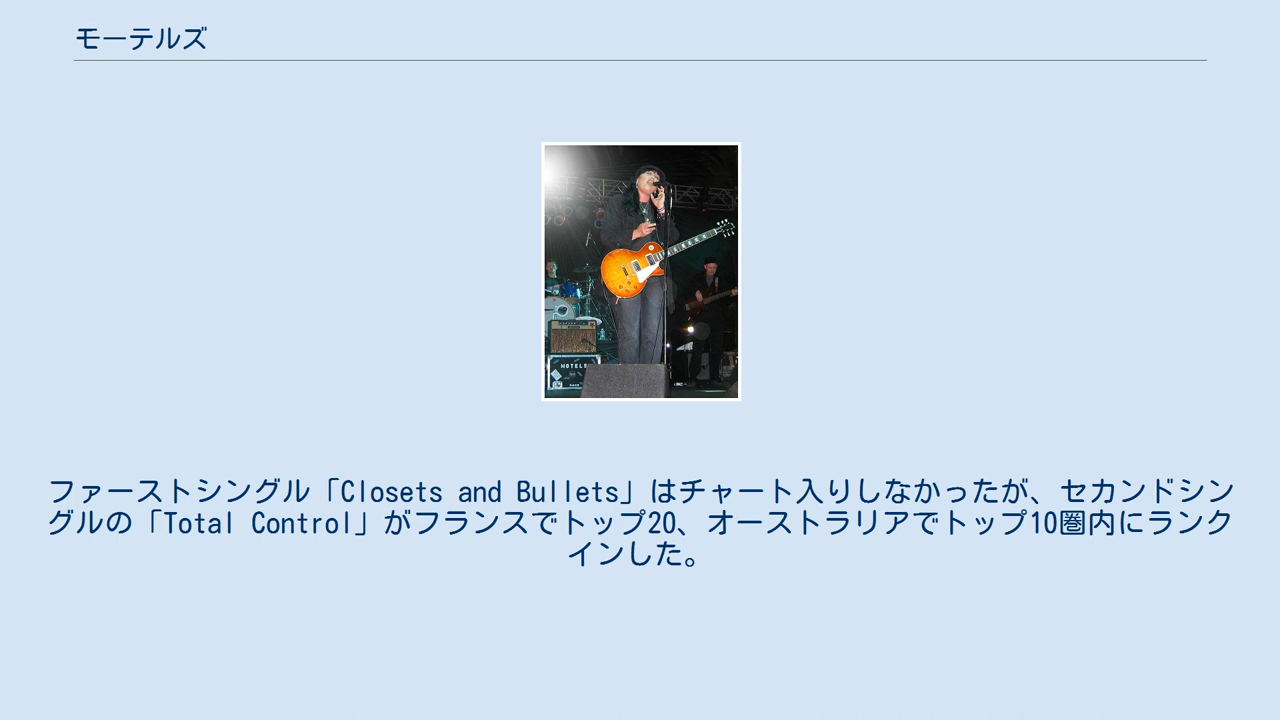 モーテルズ
MOTELS
ファーストシングル「Closets and Bullets」はチャート入りしなかったが、セカンドシン
グルの「Total Control」がフランスでトップ20、オーストラリアでトップ10圏内にランク
インした。